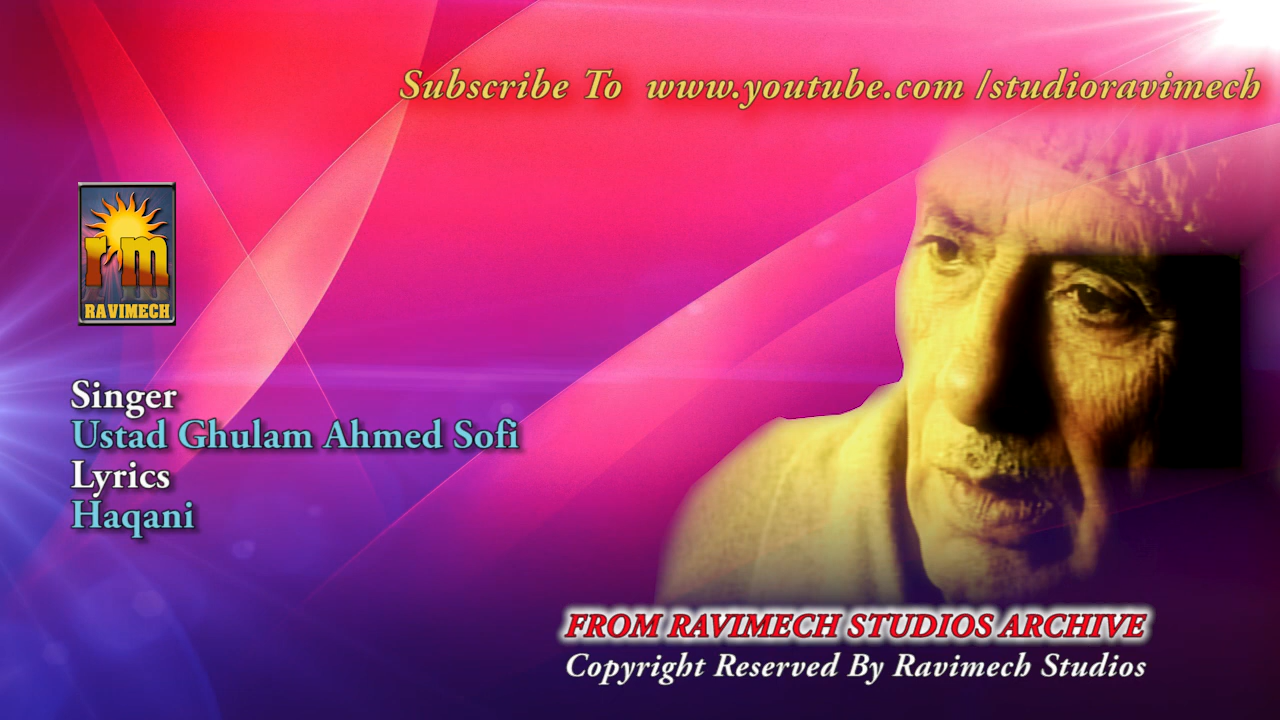 Subscribe To www.youtube.com /studioravimech
rm
RAVIMECH
Singer
Ustad Ghulam Ahmed Sofi
Lyrics
Haqani
FROM RAVIMECH STUDIOS ARCHIVE
Copyright Reserved By Ravimech Studios